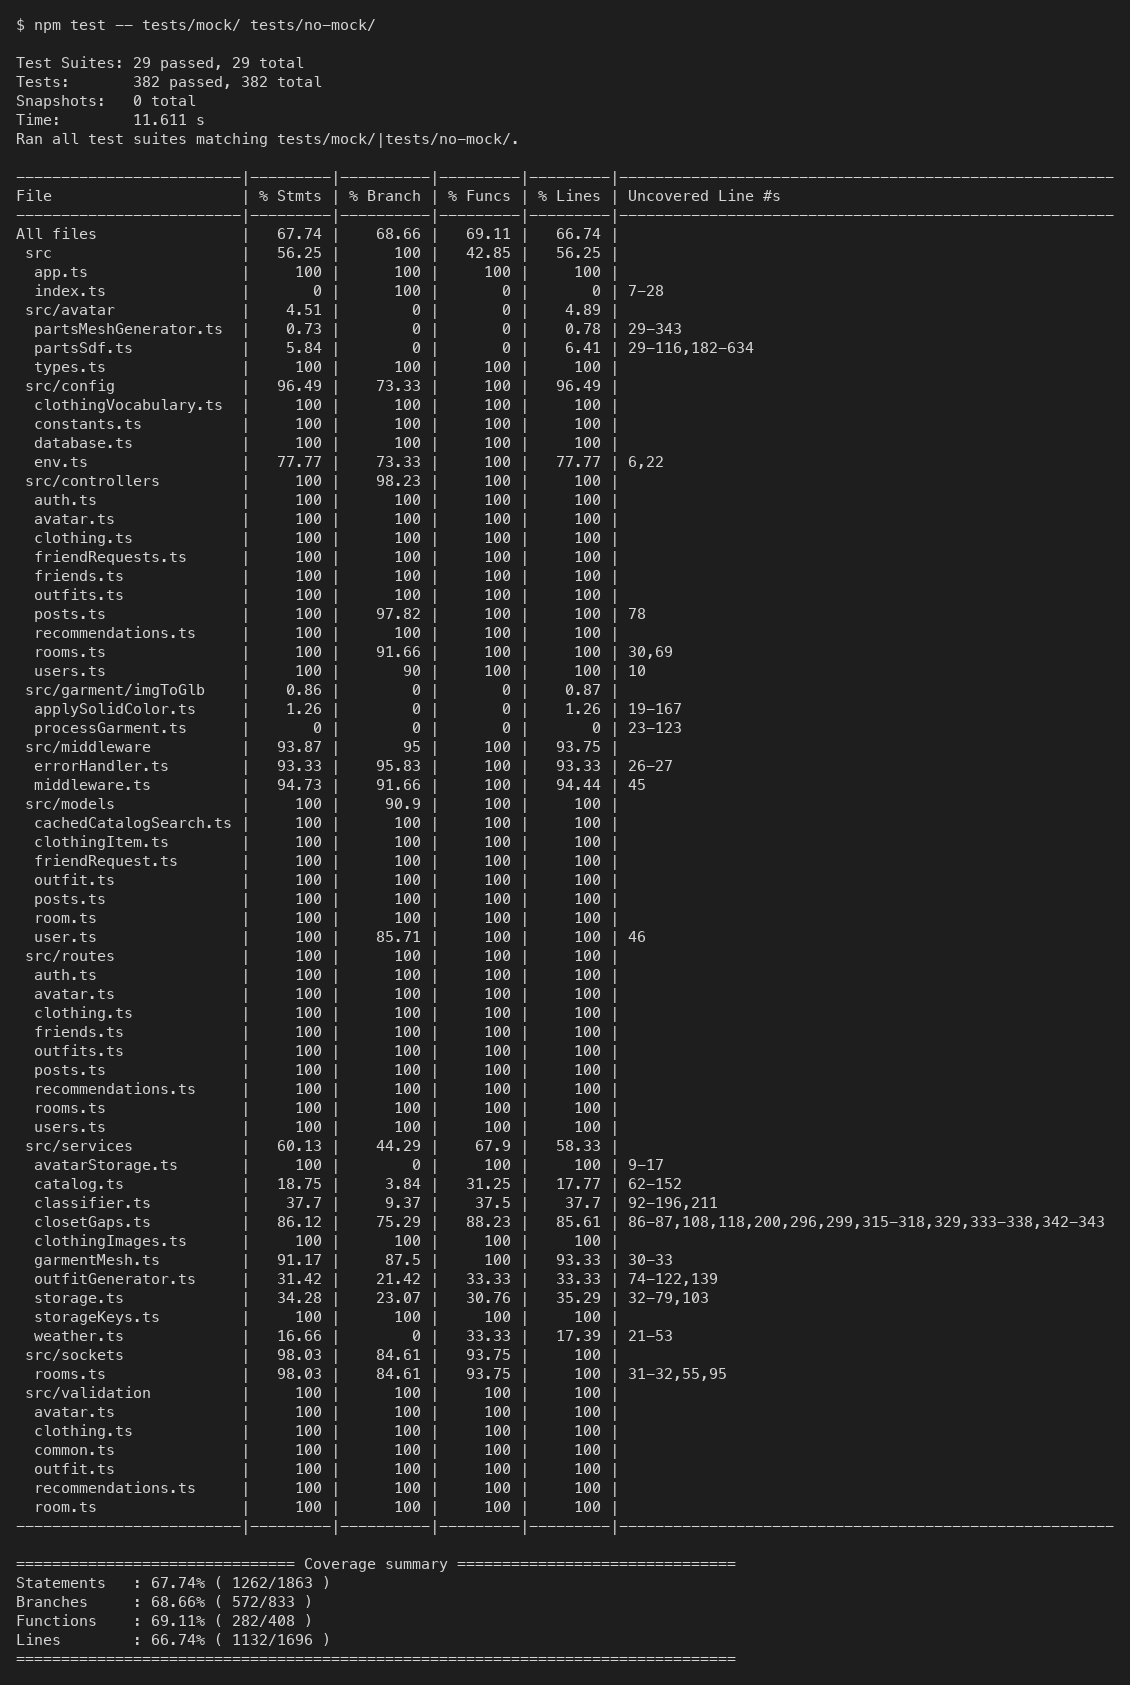 $ npm test -- tests/mock/ tests/no-mock/

Test Suites: 29 passed, 29 total
Tests:       382 passed, 382 total
Snapshots:   0 total
Time:        11.611 s
Ran all test suites matching tests/mock/|tests/no-mock/.

-------------------------|---------|----------|---------|---------|-------------------------------------------------------
File                     | % Stmts | % Branch | % Funcs | % Lines | Uncovered Line #s
-------------------------|---------|----------|---------|---------|-------------------------------------------------------
All files                |   67.74 |    68.66 |   69.11 |   66.74 |
 src                     |   56.25 |      100 |   42.85 |   56.25 |
  app.ts                 |     100 |      100 |     100 |     100 |
  index.ts               |       0 |      100 |       0 |       0 | 7-28
 src/avatar              |    4.51 |        0 |       0 |    4.89 |
  partsMeshGenerator.ts  |    0.73 |        0 |       0 |    0.78 | 29-343
  partsSdf.ts            |    5.84 |        0 |       0 |    6.41 | 29-116,182-634
  types.ts               |     100 |      100 |     100 |     100 |
 src/config              |   96.49 |    73.33 |     100 |   96.49 |
  clothingVocabulary.ts  |     100 |      100 |     100 |     100 |
  constants.ts           |     100 |      100 |     100 |     100 |
  database.ts            |     100 |      100 |     100 |     100 |
  env.ts                 |   77.77 |    73.33 |     100 |   77.77 | 6,22
 src/controllers         |     100 |    98.23 |     100 |     100 |
  auth.ts                |     100 |      100 |     100 |     100 |
  avatar.ts              |     100 |      100 |     100 |     100 |
  clothing.ts            |     100 |      100 |     100 |     100 |
  friendRequests.ts      |     100 |      100 |     100 |     100 |
  friends.ts             |     100 |      100 |     100 |     100 |
  outfits.ts             |     100 |      100 |     100 |     100 |
  posts.ts               |     100 |    97.82 |     100 |     100 | 78
  recommendations.ts     |     100 |      100 |     100 |     100 |
  rooms.ts               |     100 |    91.66 |     100 |     100 | 30,69
  users.ts               |     100 |       90 |     100 |     100 | 10
 src/garment/imgToGlb    |    0.86 |        0 |       0 |    0.87 |
  applySolidColor.ts     |    1.26 |        0 |       0 |    1.26 | 19-167
  processGarment.ts      |       0 |        0 |       0 |       0 | 23-123
 src/middleware          |   93.87 |       95 |     100 |   93.75 |
  errorHandler.ts        |   93.33 |    95.83 |     100 |   93.33 | 26-27
  middleware.ts          |   94.73 |    91.66 |     100 |   94.44 | 45
 src/models              |     100 |     90.9 |     100 |     100 |
  cachedCatalogSearch.ts |     100 |      100 |     100 |     100 |
  clothingItem.ts        |     100 |      100 |     100 |     100 |
  friendRequest.ts       |     100 |      100 |     100 |     100 |
  outfit.ts              |     100 |      100 |     100 |     100 |
  posts.ts               |     100 |      100 |     100 |     100 |
  room.ts                |     100 |      100 |     100 |     100 |
  user.ts                |     100 |    85.71 |     100 |     100 | 46
 src/routes              |     100 |      100 |     100 |     100 |
  auth.ts                |     100 |      100 |     100 |     100 |
  avatar.ts              |     100 |      100 |     100 |     100 |
  clothing.ts            |     100 |      100 |     100 |     100 |
  friends.ts             |     100 |      100 |     100 |     100 |
  outfits.ts             |     100 |      100 |     100 |     100 |
  posts.ts               |     100 |      100 |     100 |     100 |
  recommendations.ts     |     100 |      100 |     100 |     100 |
  rooms.ts               |     100 |      100 |     100 |     100 |
  users.ts               |     100 |      100 |     100 |     100 |
 src/services            |   60.13 |    44.29 |    67.9 |   58.33 |
  avatarStorage.ts       |     100 |        0 |     100 |     100 | 9-17
  catalog.ts             |   18.75 |     3.84 |   31.25 |   17.77 | 62-152
  classifier.ts          |    37.7 |     9.37 |    37.5 |    37.7 | 92-196,211
  closetGaps.ts          |   86.12 |    75.29 |   88.23 |   85.61 | 86-87,108,118,200,296,299,315-318,329,333-338,342-343
  clothingImages.ts      |     100 |      100 |     100 |     100 |
  garmentMesh.ts         |   91.17 |     87.5 |     100 |   93.33 | 30-33
  outfitGenerator.ts     |   31.42 |    21.42 |   33.33 |   33.33 | 74-122,139
  storage.ts             |   34.28 |    23.07 |   30.76 |   35.29 | 32-79,103
  storageKeys.ts         |     100 |      100 |     100 |     100 |
  weather.ts             |   16.66 |        0 |   33.33 |   17.39 | 21-53
 src/sockets             |   98.03 |    84.61 |   93.75 |     100 |
  rooms.ts               |   98.03 |    84.61 |   93.75 |     100 | 31-32,55,95
 src/validation          |     100 |      100 |     100 |     100 |
  avatar.ts              |     100 |      100 |     100 |     100 |
  clothing.ts            |     100 |      100 |     100 |     100 |
  common.ts              |     100 |      100 |     100 |     100 |
  outfit.ts              |     100 |      100 |     100 |     100 |
  recommendations.ts     |     100 |      100 |     100 |     100 |
  room.ts                |     100 |      100 |     100 |     100 |
-------------------------|---------|----------|---------|---------|-------------------------------------------------------

=============================== Coverage summary ===============================
Statements   : 67.74% ( 1262/1863 )
Branches     : 68.66% ( 572/833 )
Functions    : 69.11% ( 282/408 )
Lines        : 66.74% ( 1132/1696 )
================================================================================